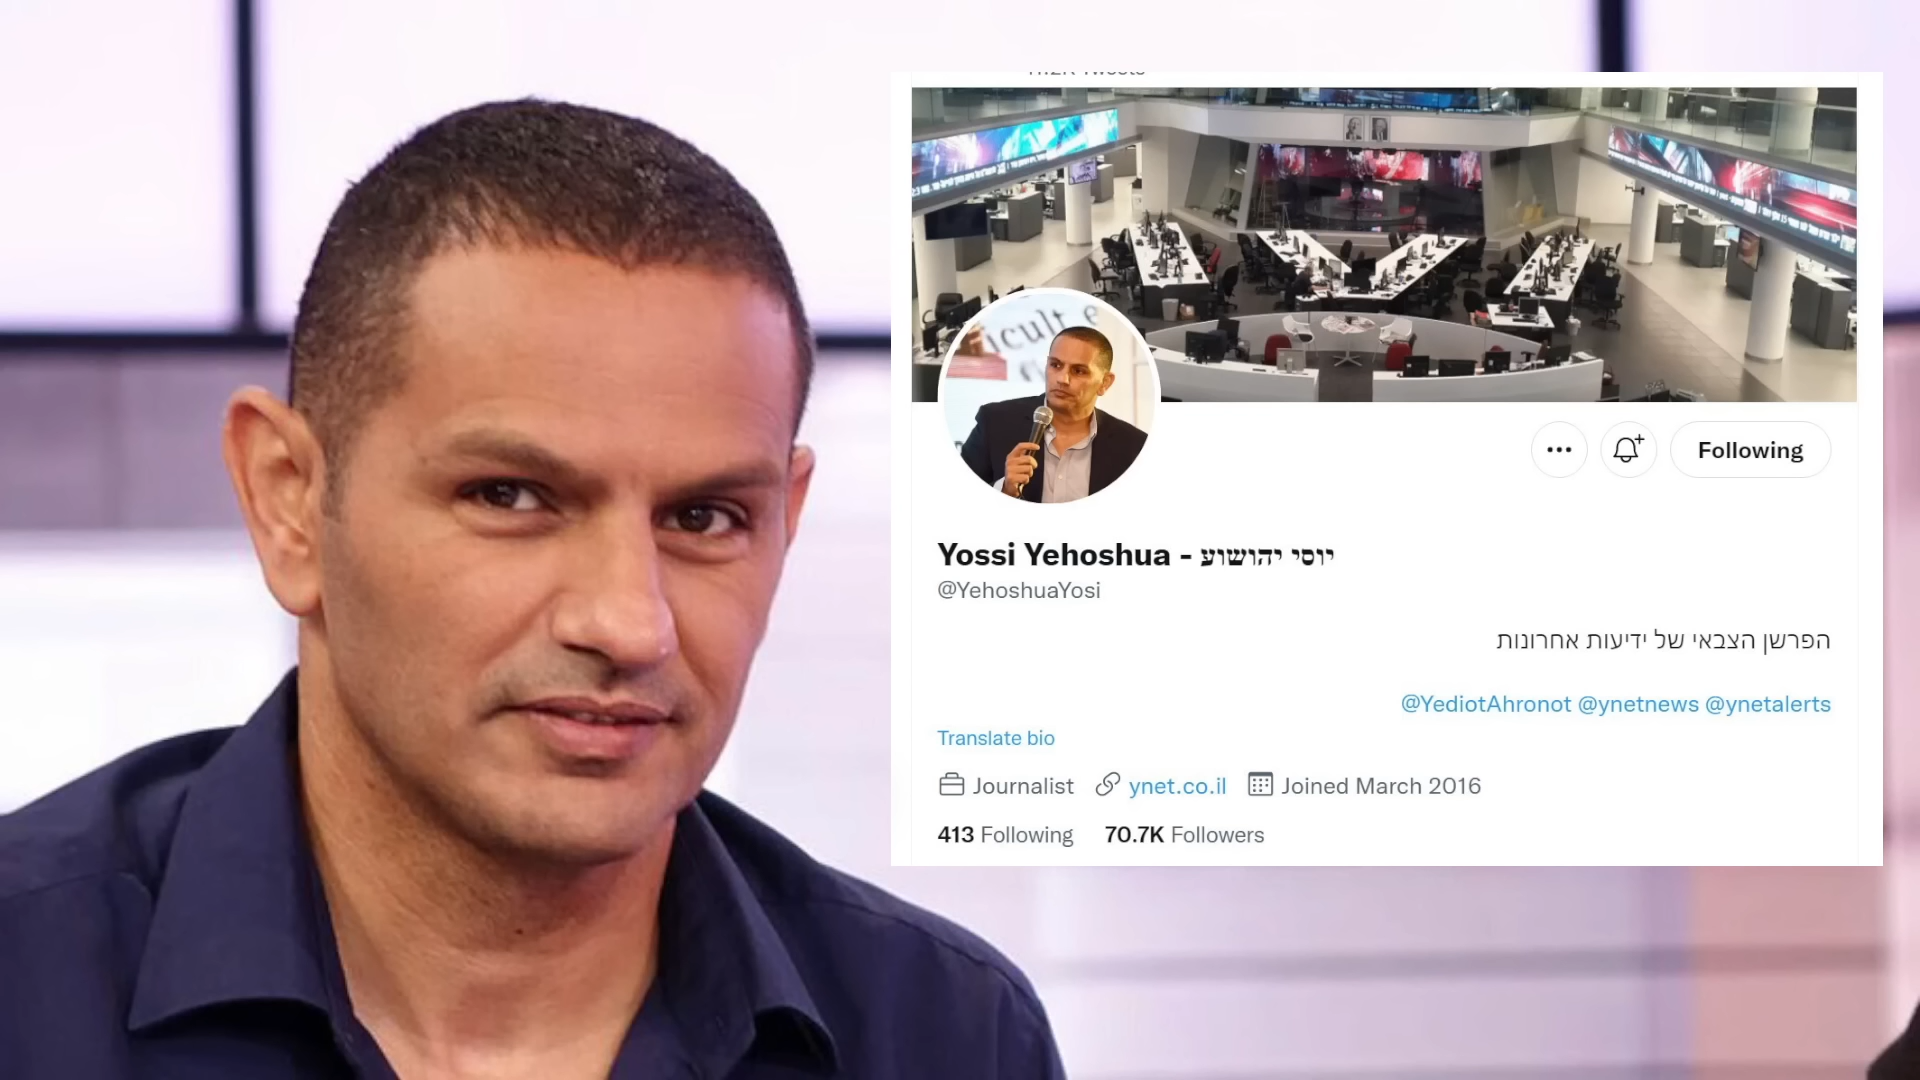 Yossi Yehoshua - יוסי יהושוע
@YehoshuaYosi
הפרשן הצבאי של ידיעות אחרונות
@YediotAhronot @ynetnews @ynetalerts
Translate bio
Journalist ynet.co.il Joined March 2016
413 Following 70.7K Followers
Following